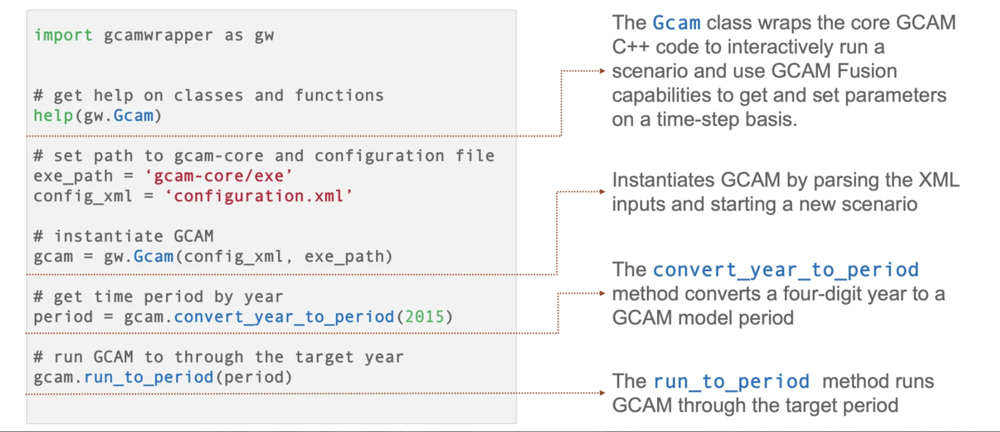 import gcamwrapper as gw
# get help on classes and functions
help(gw.Gcam)
# set path to gcam-core and configuration file
exe_path = ‘gcam-core/exe’
config_xml = ‘configuration.xml’
# instantiate GCAM
gcam = gw.Gcam(config_xml, exe_path)
# get time period by year
period = gcam.convert_year_to_period(2015)
# run GCAM to through the target year
gcam.run_to_period(period)
The Gcam class wraps the core GCAM
C++ code to interactively run a
scenario and use GCAM Fusion
capabilities to get and set parameters
on a time-step basis.
Instantiates GCAM by parsing the XML
inputs and starting a new scenario
The convert_year_to_period
method converts a four-digit year to a
GCAM model period
The run_to_period method runs
GCAM through the target period